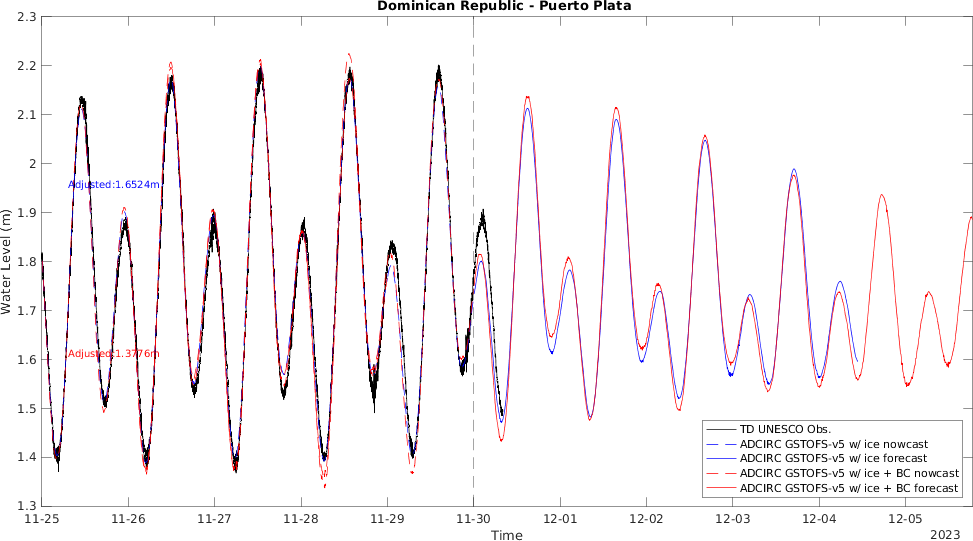 Dominican Republic - Puerto Plata
2.3
2.2
2.1
2
1.9
1.8
1.7
1.6
1.5
1.4
1.3
Water Level (m)
Adjusted:1.6524m
Adjusted:1.3776m
TD UNESCO Obs.
ADCIRC GSTOFS-v5 w/ ice nowcast
ADCIRC GSTOFS-v5 w/ ice forecast
ADCIRC GSTOFS-v5 w/ ice + BC nowcast
ADCIRC GSTOFS-v5 w/ ice + BC forecast
11-25 11-26 11-27 11-28 11-29 11-30 12-01 12-02 12-03 12-04 12-05
Time
2023